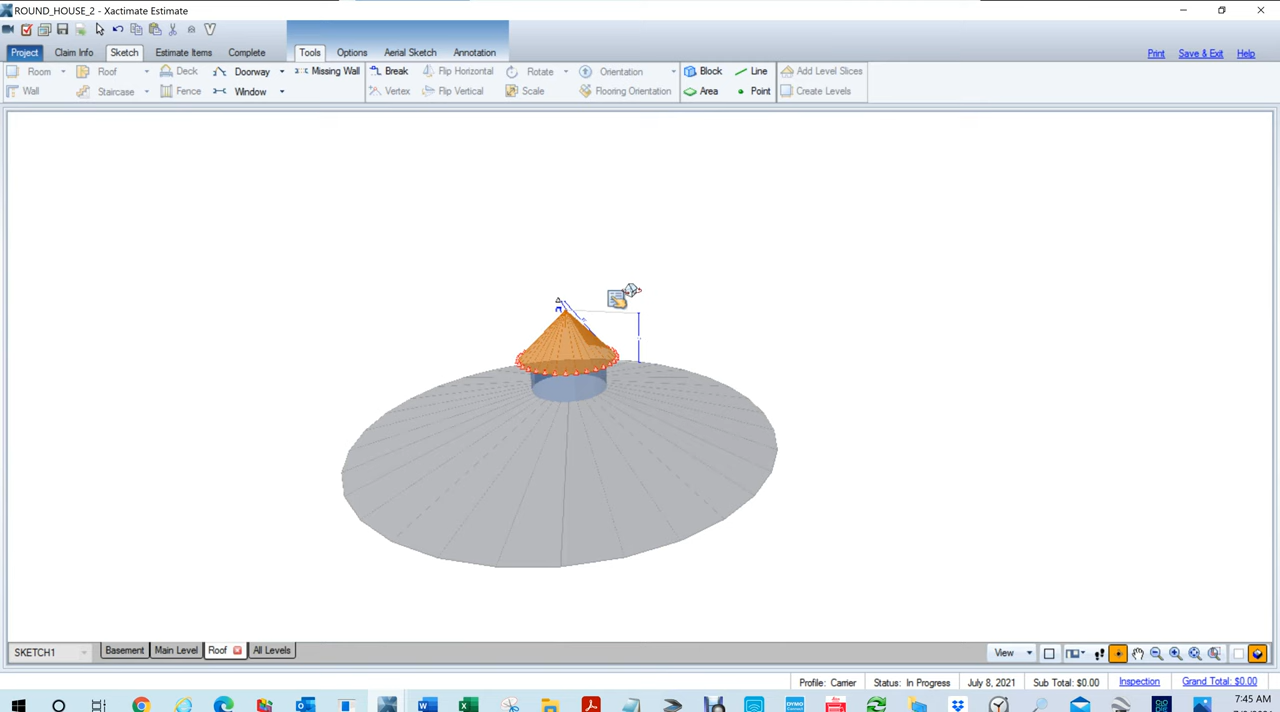 ROUND_HOUSE_2 - Xactimate Estimate
Project Claim Info Sketch Estimate Items Complete Tools Options Aerial Sketch Annotation Print Save & Exit Help
Room Roof Deck Doorway Missing Wall Break Flip Horizontal Rotate Orientation Block Line Add Level Slices
Wall Staircase Fence Window Vertex Flip Vertical Scale Flooring Orientation Area Point Create Levels
SKETCH1 Basement Main Level Roof All Levels View
Profile: Carrier Status: In Progress July 8, 2021 Sub Total: $0.00 Inspection Grand Total: $0.00
7:45 AM